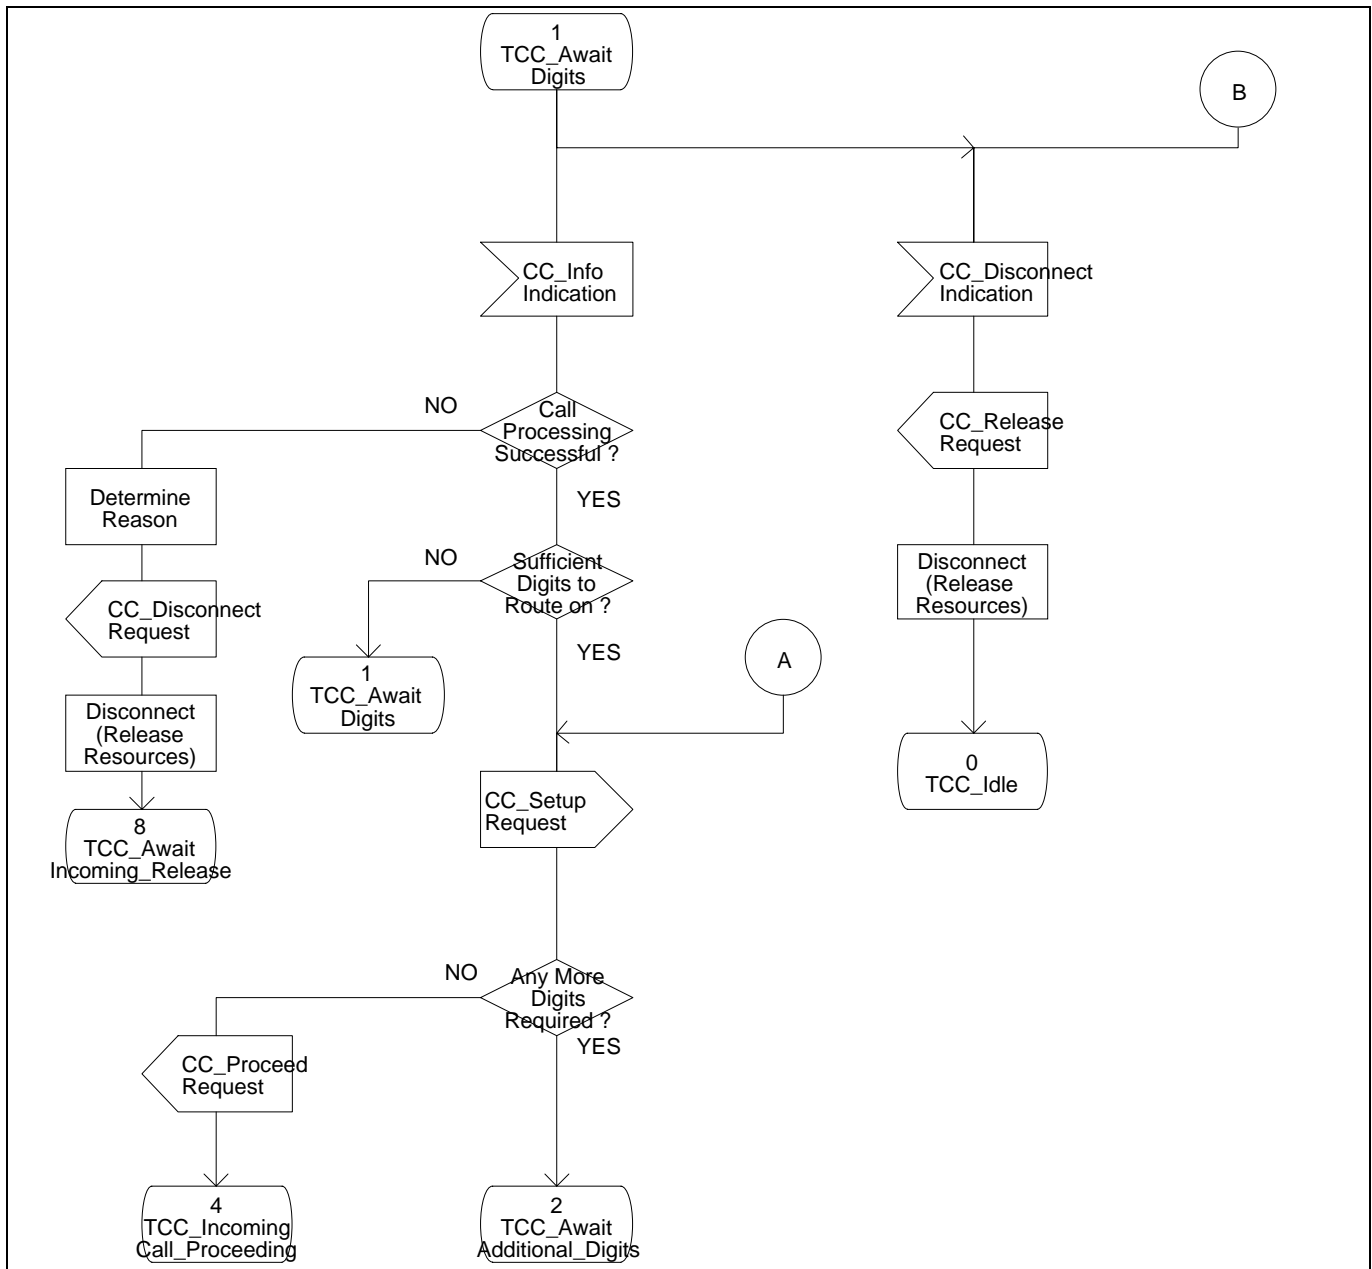 1
TCC_Await
Digits
B
CC_Info
Indication
CC_Disconnect
Indication
NO
Call
Processing
Successful ?
CC_Release
Request
Determine
Reason
YES
NO
Sufficient
Digits to
Route on ?
Disconnect
(Release
Resources)
CC_Disconnect
Request
YES
A
1
TCC_Await
Digits
Disconnect
(Release
Resources)
0
TCC_Idle
CC_Setup
Request
8
TCC_Await
Incoming_Release
NO
Any More
Digits
Required ?
YES
CC_Proceed
Request
4
TCC_Incoming
Call_Proceeding
2
TCC_Await
Additional_Digits